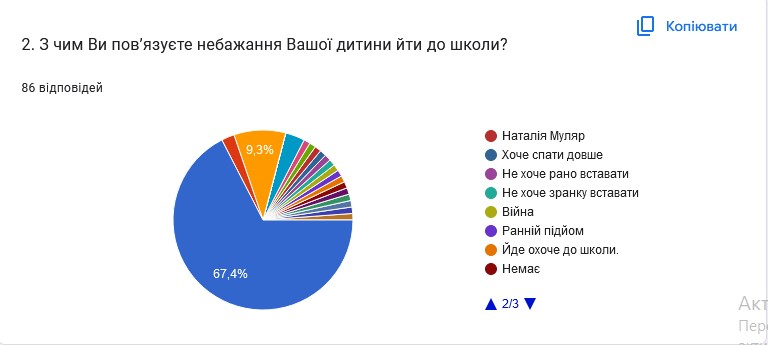 Копіювати
2. З чим Ви пов’язуєте небажання Вашої дитини йти до школи?
86 відповідей
9,3%
67,4%
Наталія Муляр
Хоче спати довше
Не хоче рано вставати
Не хоче зранку вставати
Війна
Ранній підйом
Йде охоче до школи.
Немає
2/3